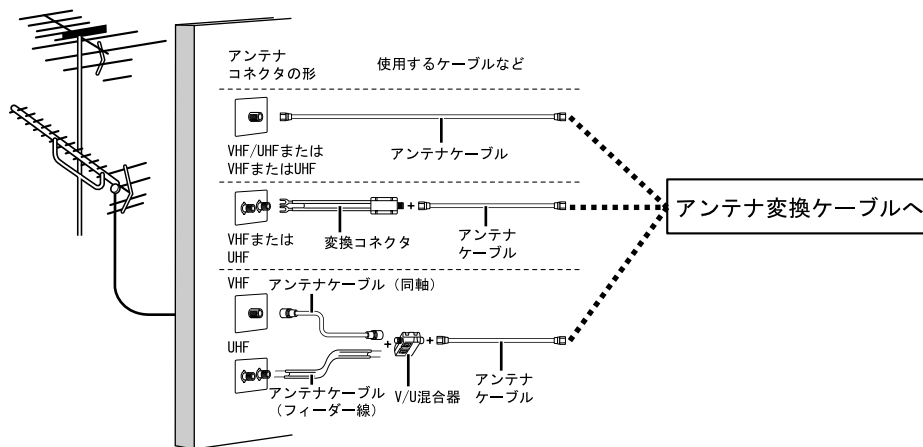 アンテナ
コネクタの形
使用するケーブルなど
VHF/UHFまたは
VHFまたはUHF
アンテナケーブル
アンテナ変換ケーブルへ
VHFまたは
UHF
変換コネクタ
+
アンテナ
ケーブル
VHF
アンテナケーブル（同軸）
UHF
+
+
アンテナケーブル
（フィーダー線）
V/U混合器
アンテナ
ケーブル